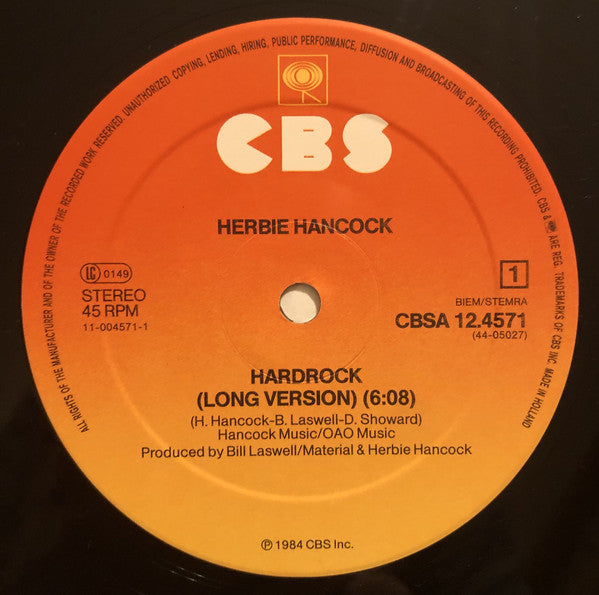 ALL RIGHTS OF THE MANUFACTURER AND OF THE OWNER OF THE RECORDED WORK RESERVED. UNAUTHORIZED COPYING, LENDING, HIRING, PUBLIC PERFORMANCE, DIFFUSION AND BROADCASTING OF THIS RECORDING PROHIBITED. CBS & ARE REG. TRADEMARKS OF CBS INC. MADE IN HOLLAND
CBS
HERBIE HANCOCK
LC 0149
STEREO
45 RPM
11-004571-1
1
BIEM/STEMRA
CBSA 12.4571
(44-05027)
HARDROCK
(LONG VERSION) (6:08)
(H. Hancock-B. Laswell-D. Showard)
Hancock Music/OAO Music
Produced by Bill Laswell/Material & Herbie Hancock
℗ 1984 CBS Inc.